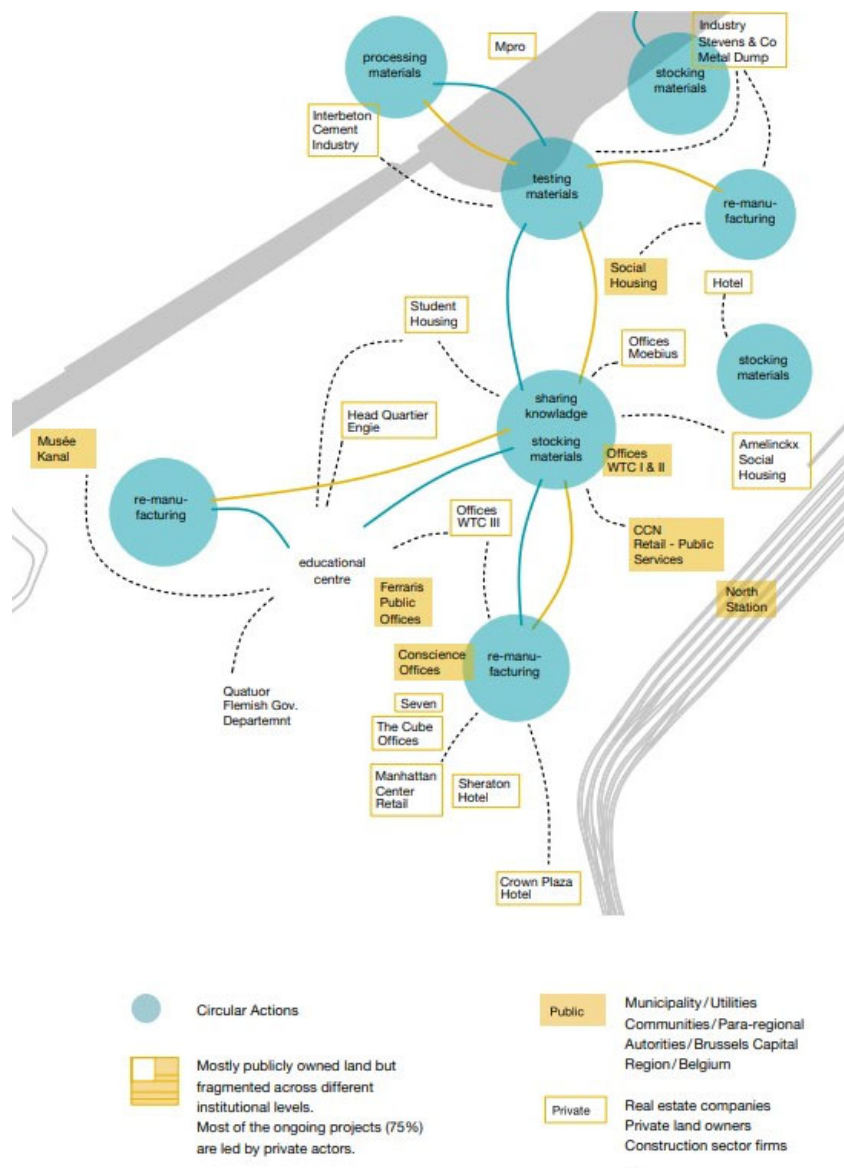 Industry
Stevens & Co
Metal Dump
Mpro
processing
materials
stocking
materials
Interbeton
Cement
Industry
testing
materials
re-manu-
facturing
Social
Housing
Hotel
Student
Housing
Offices
Moebius
stocking
materials
sharing
knowladge
stocking
materials
Head Quartier
Engie
Musée
Kanal
Amelinckx
Social
Housing
Offices
WTC I & II
re-manu-
facturing
Offices
WTC III
CCN
Retail - Public
Services
educational
centre
Ferraris
Public
Offices
North
Station
Conscience
Offices
re-manu-
facturing
Quatuor
Flemish Gov.
Departemnt
Seven
The Cube
Offices
Manhattan
Center
Retail
Sheraton
Hotel
Crown Plaza
Hotel
Circular Actions
Mostly publicly owned land but
fragmented across different
institutional levels.
Most of the ongoing projects (75%)
are led by private actors.
Public
Municipality/Utilities
Communities/Para-regional
Autorities/Brussels Capital
Region/Belgium
Private
Real estate companies
Private land owners
Construction sector firms